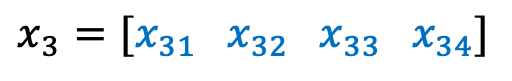 x₃ = [x₃₁ x₃₂ x₃₃ x₃₄]